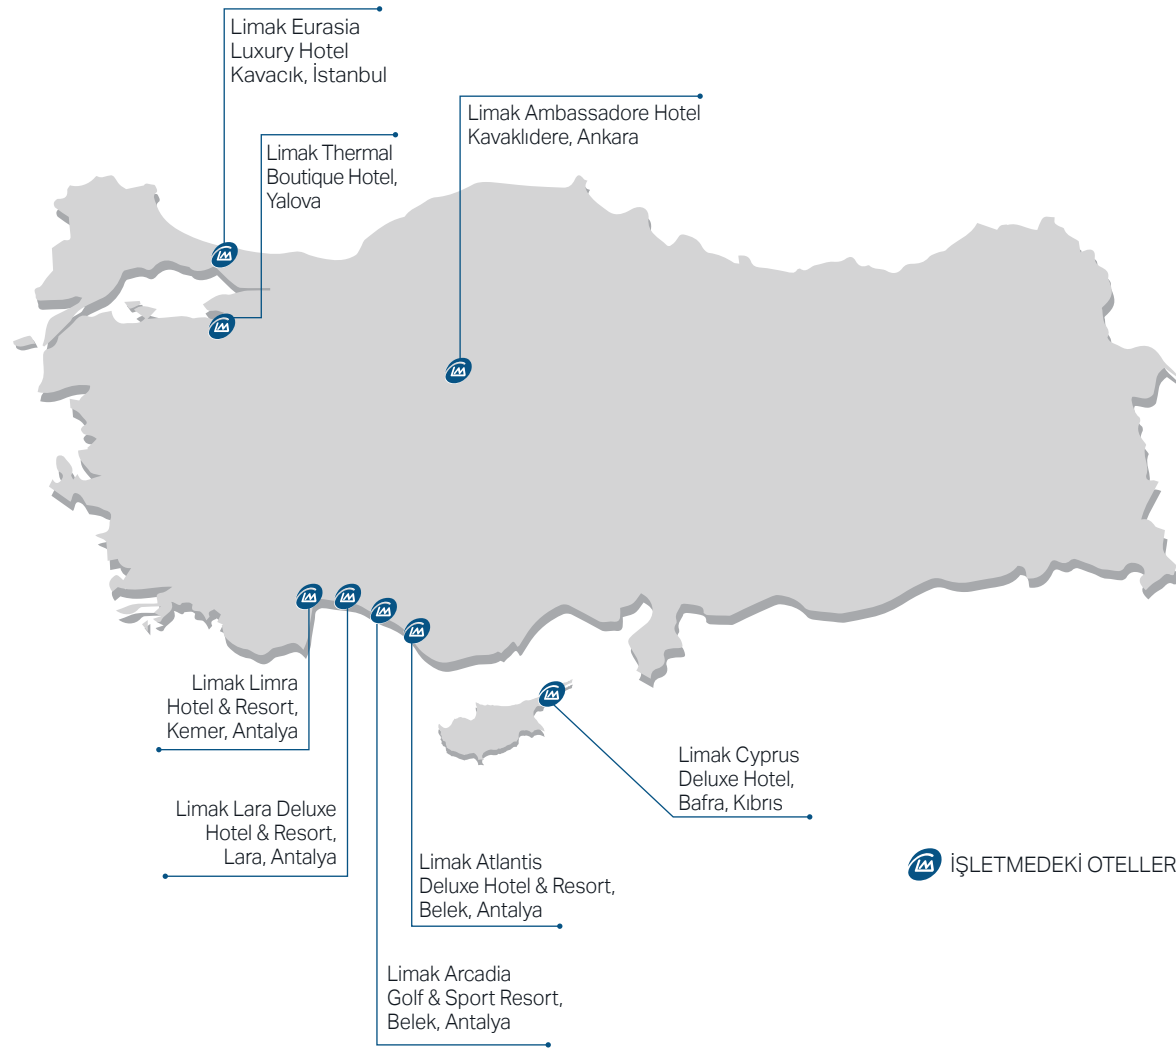 Limak Eurasia
Luxury Hotel
Kavacık, İstanbul
Limak Ambassadore Hotel
Kavaklıdere, Ankara
Limak Thermal
Boutique Hotel,
Yalova
Limak Limra
Hotel & Resort,
Kemer, Antalya
Limak Cyprus
Deluxe Hotel,
Bafra, Kıbrıs
Limak Lara Deluxe
Hotel & Resort,
Lara, Antalya
Limak Atlantis
Deluxe Hotel & Resort,
Belek, Antalya
İŞLETMEDEKİ OTELLER
Limak Arcadia
Golf & Sport Resort,
Belek, Antalya